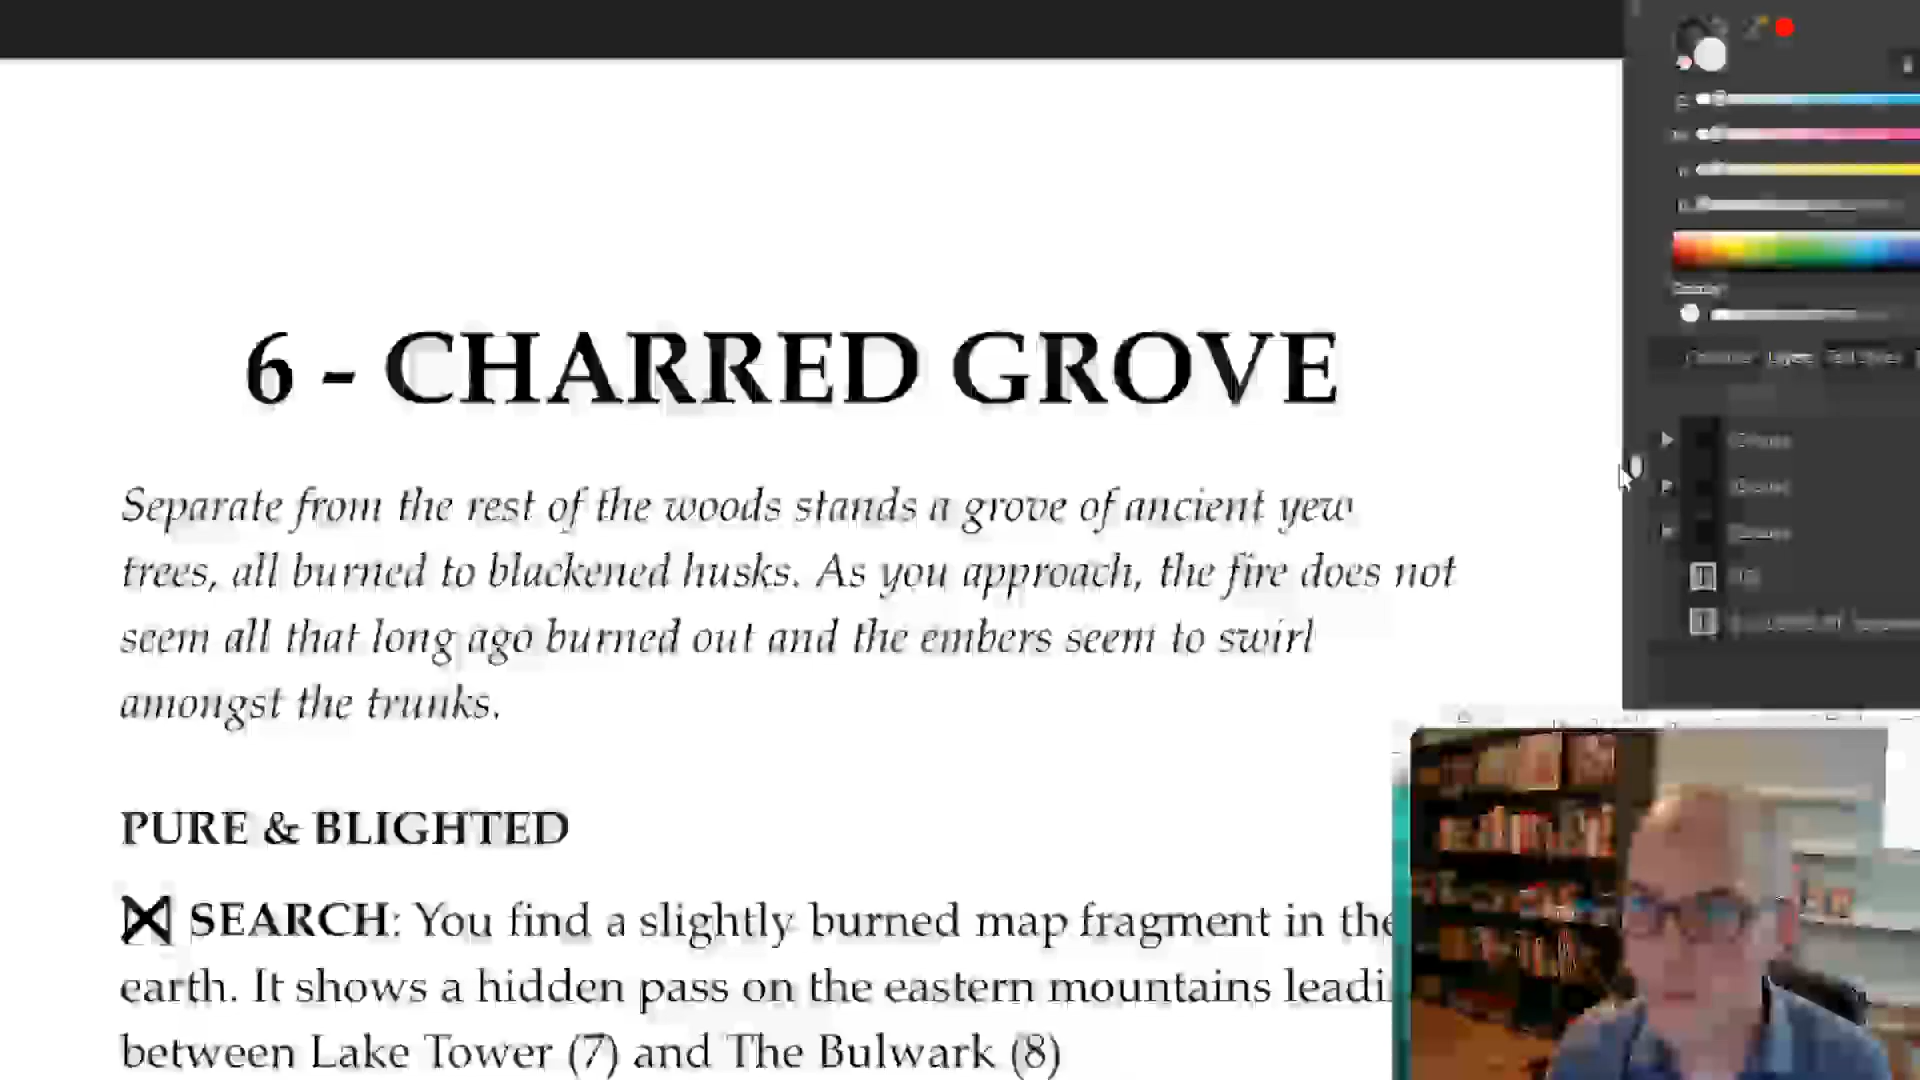 6 - CHARRED GROVE
Separate from the rest of the woods stands a grove of ancient yew
trees, all burned to blackened husks. As you approach, the fire does not
seem all that long ago burned out and the embers seem to swirl
amongst the trunks.
PURE & BLIGHTED
SEARCH: You find a slightly burned map fragment in the
earth. It shows a hidden pass on the eastern mountains leadi
between Lake Tower (7) and The Bulwark (8)